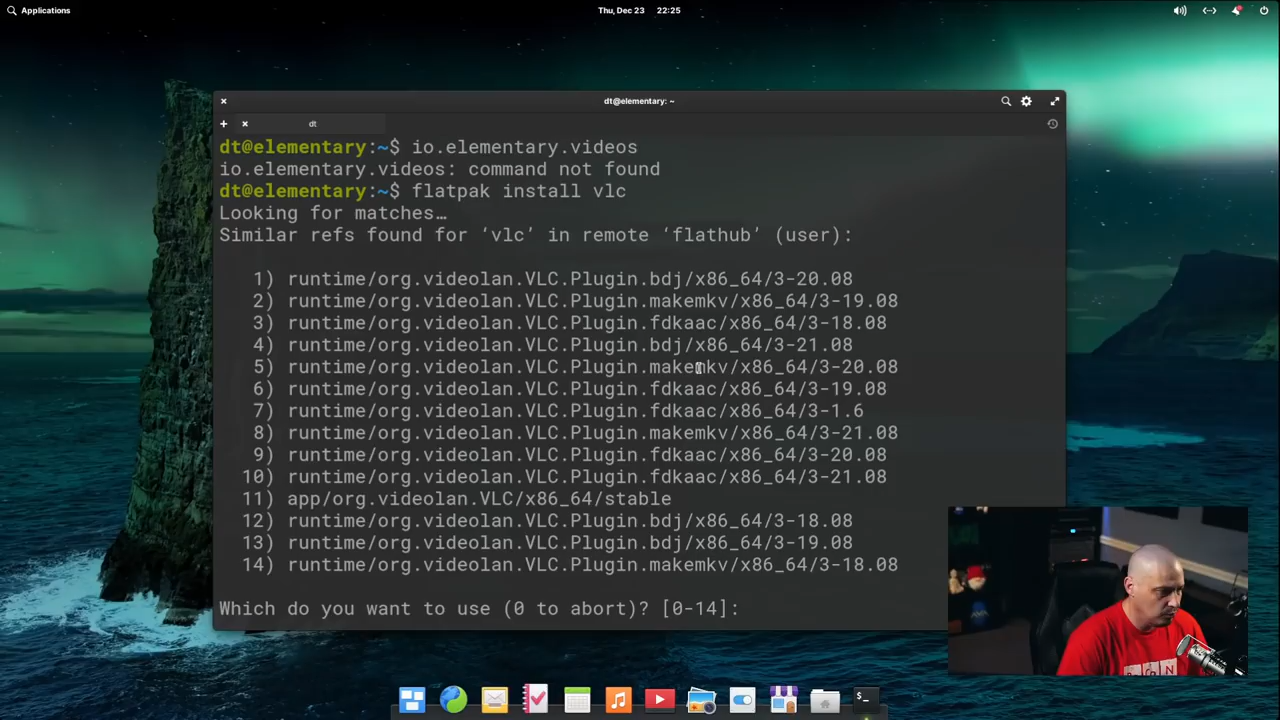 Applications
Thu, Dec 23 22:25
dt@elementary: ~
dt
dt@elementary:~$ io.elementary.videos
io.elementary.videos: command not found
dt@elementary:~$ flatpak install vlc
Looking for matches…
Similar refs found for ‘vlc’ in remote ‘flathub’ (user):
1) runtime/org.videolan.VLC.Plugin.bdj/x86_64/3-20.08
2) runtime/org.videolan.VLC.Plugin.makemkv/x86_64/3-19.08
3) runtime/org.videolan.VLC.Plugin.fdkaac/x86_64/3-18.08
4) runtime/org.videolan.VLC.Plugin.bdj/x86_64/3-21.08
5) runtime/org.videolan.VLC.Plugin.makemkv/x86_64/3-20.08
6) runtime/org.videolan.VLC.Plugin.fdkaac/x86_64/3-19.08
7) runtime/org.videolan.VLC.Plugin.fdkaac/x86_64/3-1.6
8) runtime/org.videolan.VLC.Plugin.makemkv/x86_64/3-21.08
9) runtime/org.videolan.VLC.Plugin.fdkaac/x86_64/3-20.08
10) runtime/org.videolan.VLC.Plugin.fdkaac/x86_64/3-21.08
11) app/org.videolan.VLC/x86_64/stable
12) runtime/org.videolan.VLC.Plugin.bdj/x86_64/3-18.08
13) runtime/org.videolan.VLC.Plugin.bdj/x86_64/3-19.08
14) runtime/org.videolan.VLC.Plugin.makemkv/x86_64/3-18.08
Which do you want to use (0 to abort)? [0-14]: